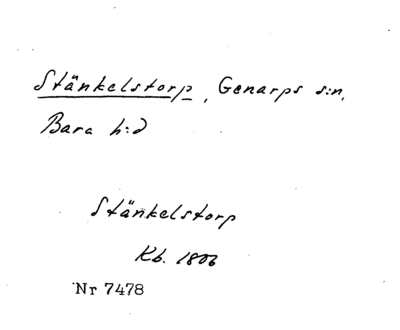 Stänkelstorp, Genarps s:n,
Bara h:d
Stänkelstorp
Kb. 1806
Nr 7478